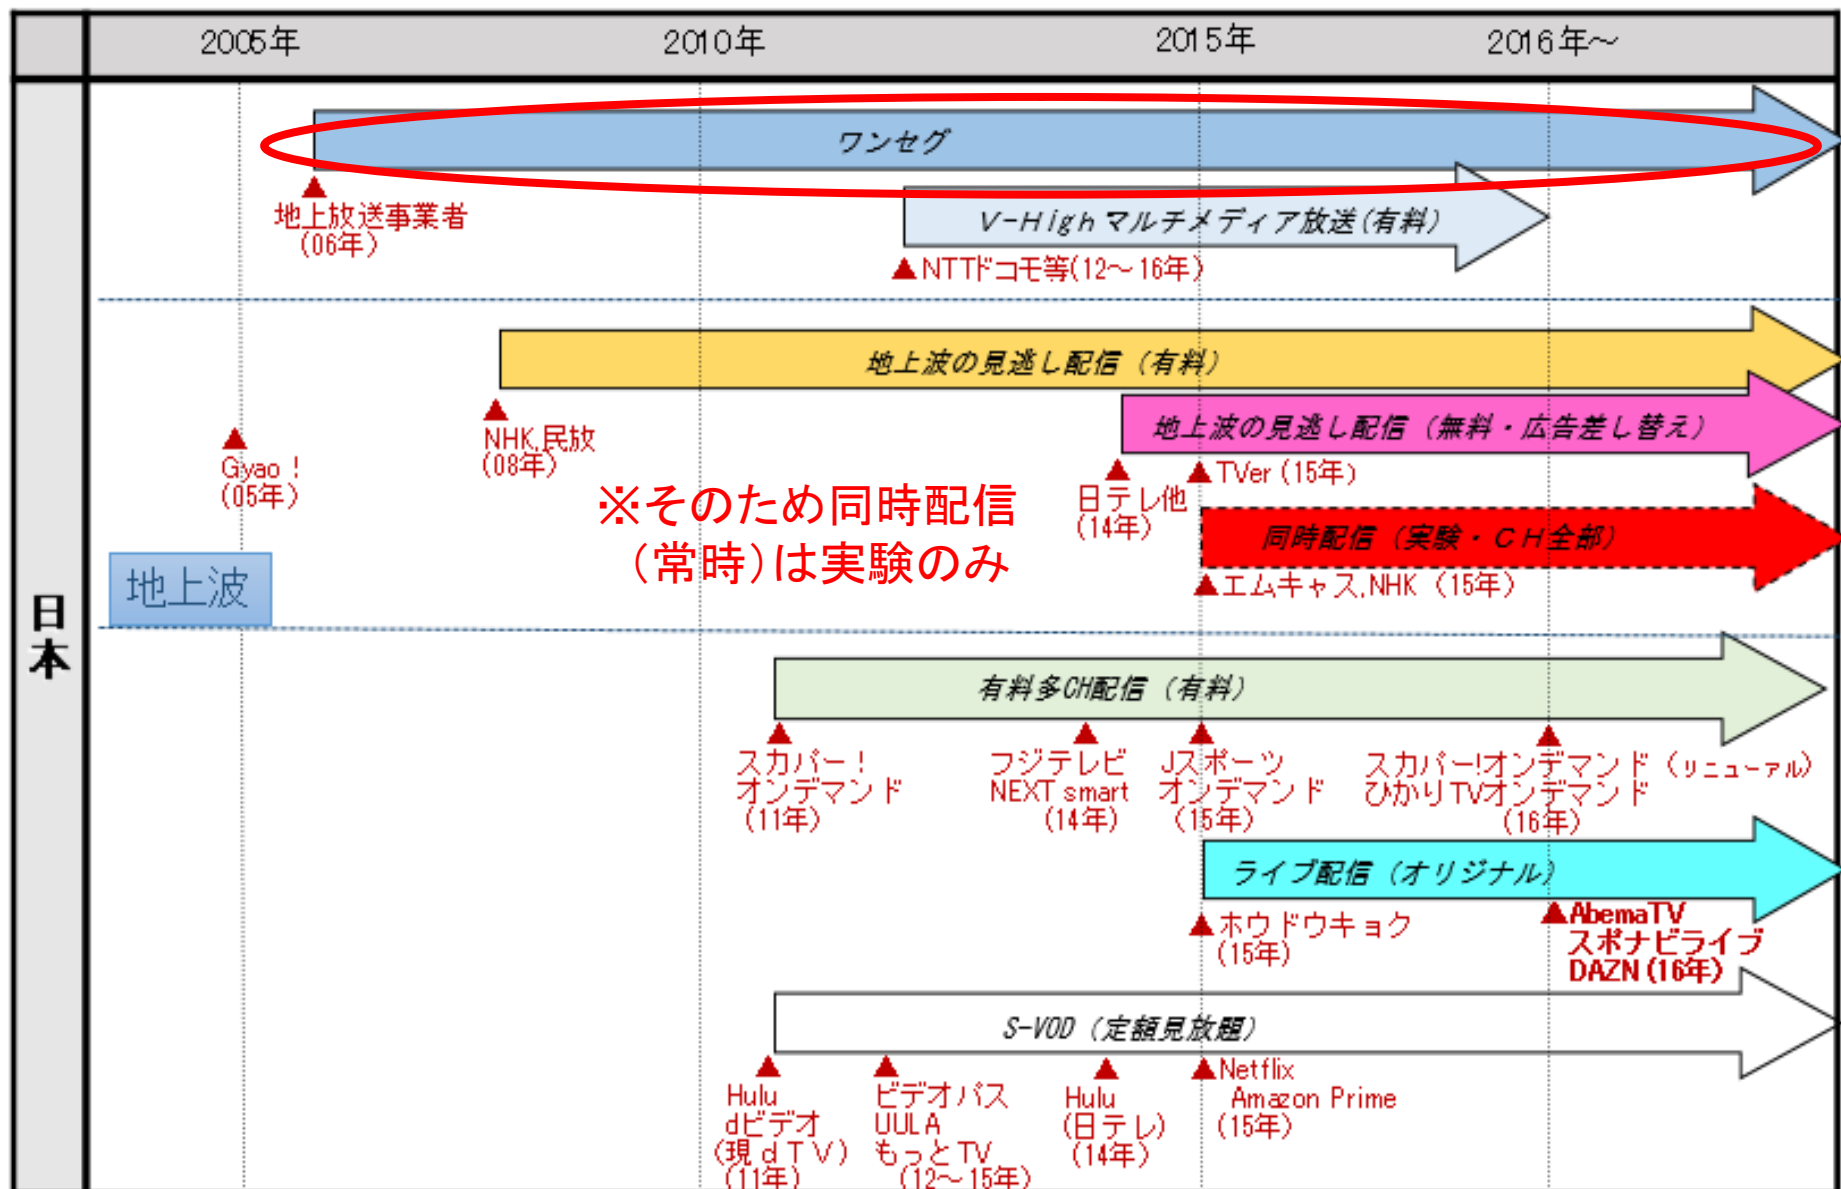 2005年
2010年
2015年
2016年～
日本
ワンセグ
地上放送事業者
(06年)
V-High マルチメディア放送(有料)
NTTドコモ等(12～16年)
地上波の見逃し配信（有料）
NHK,民放
(08年)
Gyao！
(05年)
地上波の見逃し配信（無料・広告差し替え）
日テレ他
(14年)
TVer (15年)
※そのため同時配信
（常時）は実験のみ
同時配信（実験・ＣＨ全部）
エムキャス,NHK（15年）
地上波
有料多CH配信（有料）
スカパー！
オンデマンド
(11年)
フジテレビ
NEXT smart
(14年)
Jスポーツ
オンデマンド
(15年)
スカパー!オンデマンド（リニューアル）
ひかりTVオンデマンド
(16年)
ライブ配信（オリジナル）
ホウドウキョク
(15年)
AbemaTV
スポナビライブ
DAZN (16年)
S-VOD（定額見放題）
Hulu
dビデオ
(現ｄＴＶ)
(11年)
ビデオパス
UULA
もっとTV
(12～15年)
Hulu
(日テレ)
(14年)
Netflix
Amazon Prime
(15年)